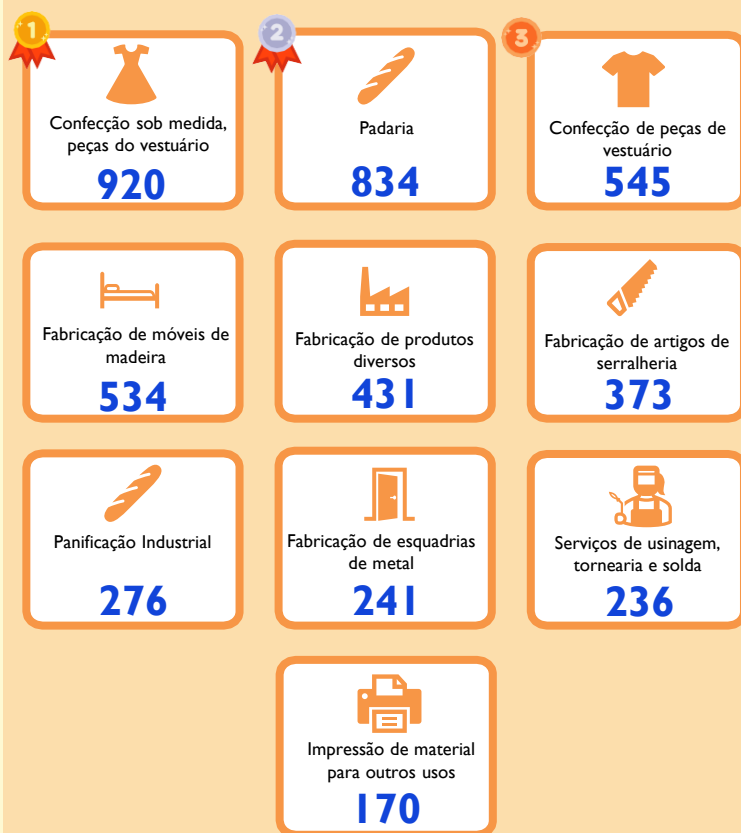 1
2
3
Confecção sob medida,
peças do vestuário
920
Padaria
834
Confecção de peças de
vestuário
545
Fabricação de móveis de
madeira
534
Fabricação de produtos
diversos
431
Fabricação de artigos de
serralheria
373
Panificação Industrial
276
Fabricação de esquadrias
de metal
241
Serviços de usinagem,
tornearia e solda
236
Impressão de material
para outros usos
170